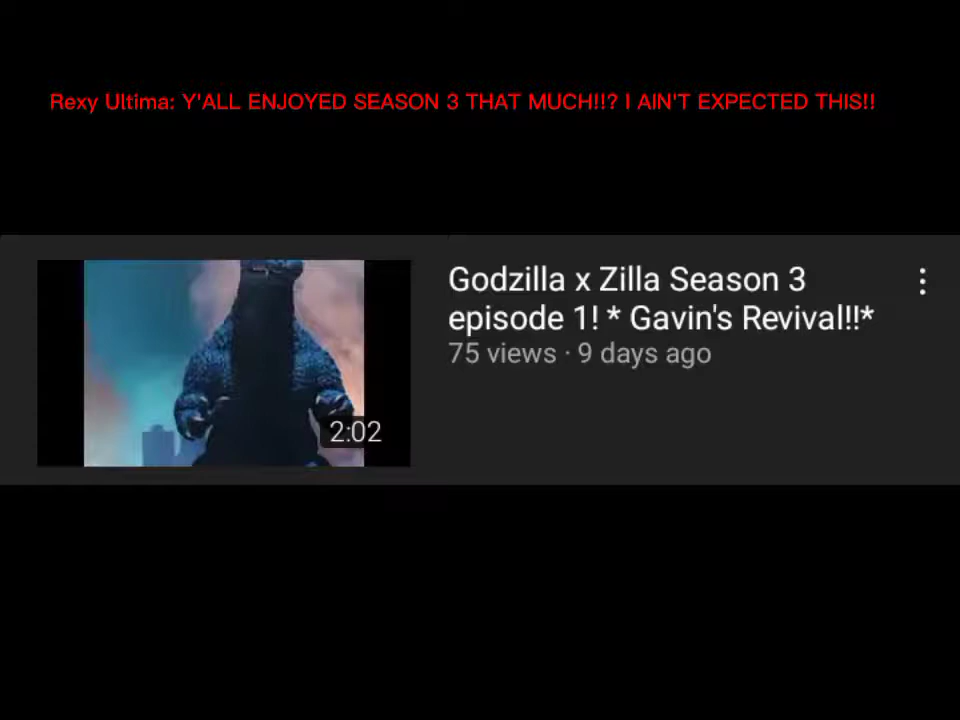 Rexy Ultima: Y'ALL ENJOYED SEASON 3 THAT MUCH!!? I AIN'T EXPECTED THIS!!
Godzilla x Zilla Season 3
episode 1! * Gavin's Revival!!*
75 views · 9 days ago
2:02